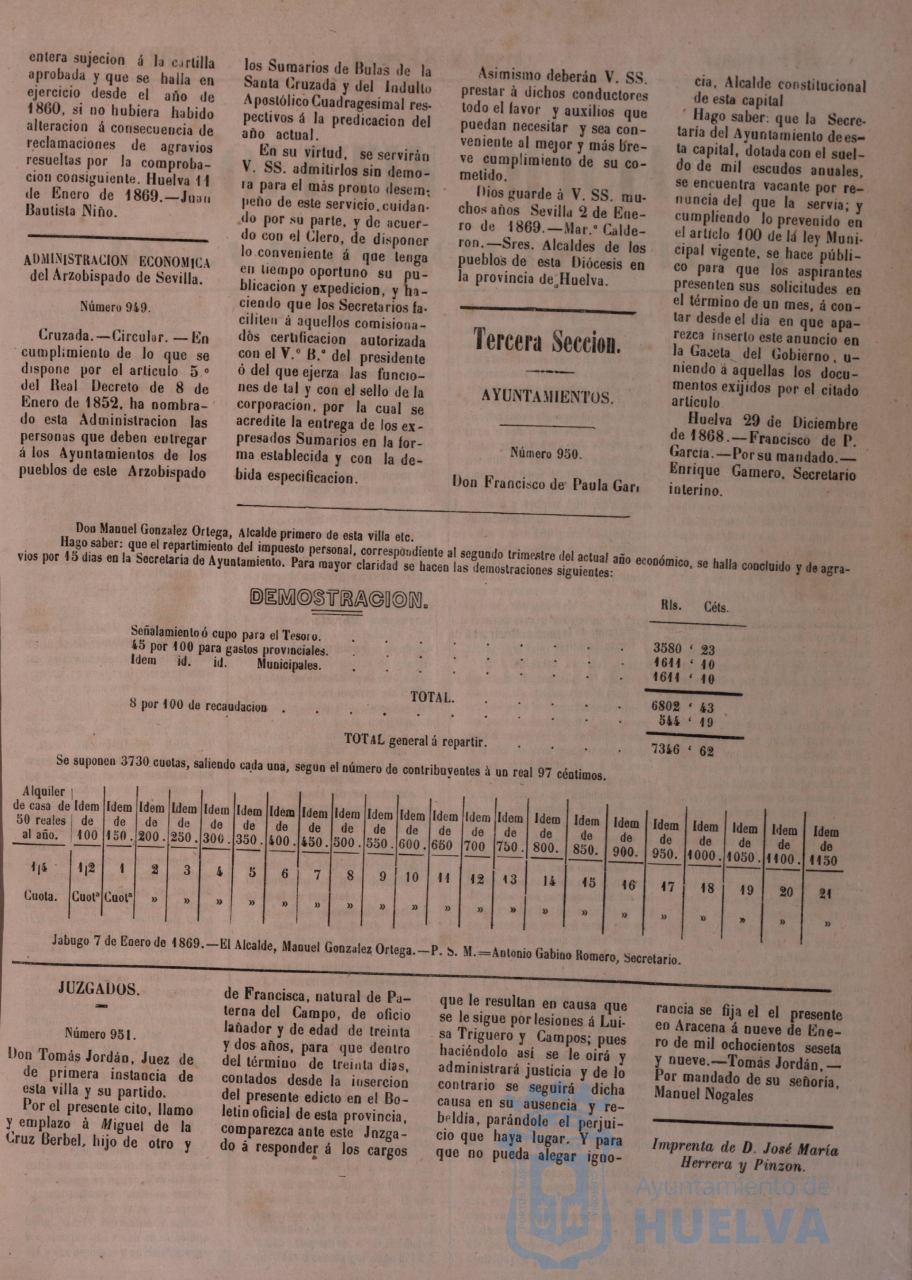 entera sujecion á la cartilla
aprobada y que se halla en
ejercicio desde el año de
1860, si no hubiera habido
alteracion á consecuencia de
reclamaciones de agravios
resueltas por la comproba-
cion consiguiente. Huelva 11
de Enero de 1869.—Juan
Bautista Niño.
ADMINISTRACION ECONOMICA
del Arzobispado de Sevilla.
Número 949.
Cruzada.—Circular.—En
cumplimiento de lo que se
dispone por el artículo 5.º
del Real Decreto de 8 de
Enero de 1852, ha nombra-
do esta Administracion las
personas que deben entregar
á los Ayuntamientos de los
pueblos de este Arzobispado
los Sumarios de Bulas de la
Santa Cruzada y del Indulto
Apostólico Cuadragesimal res-
pectivos á la predicacion del
año actual.
En su virtud, se servirán
V. SS. admitirlos sin demo-
ra para el más pronto desem-
peño de este servicio, cuidan-
do por su parte, y de acuer-
do con el Clero, de disponer
lo conveniente á que tenga
en tiempo oportuno su pu-
blicacion y expedicion, y ha-
ciendo que los Secretarios fa-
ciliten á aquellos comisiona-
dos certificacion autorizada
con el V.º B.º del presidente
ó del que ejerza las funcio-
nes de tal y con el sello de la
corporacion, por la cual se
acredite la entrega de los ex-
presados Sumarios en la for-
ma establecida y con la de-
bida especificacion.
Asimismo deberán V. SS.
prestar á dichos conductores
todo el favor y auxilios que
puedan necesitar y sea con-
veniente al mejor y más bre-
ve cumplimiento de su co-
metido.
Dios guarde á V. SS. mu-
chos años Sevilla 2 de Ene-
ro de 1869.—Mar.º Calde-
ron.—Sres. Alcaldes de los
pueblos de esta Diócesis en
la provincia de Huelva.
Tercera Seccion.
AYUNTAMIENTOS.
Número 950.
Don Francisco de Paula Gar-
cia, Alcalde constitucional
de esta capital
Hago saber: que la Secre-
taría del Ayuntamiento de es-
ta capital, dotada con el suel-
do de mil escudos anuales,
se encuentra vacante por re-
nuncia del que la servia; y
cumpliendo lo prevenido en
el artíclo 100 de lá ley Muni-
cipal vigente, se hace públi-
co para que los aspirantes
presenten sus solicitudes en
el término de un mes, á con-
tar desde el dia en que apa-
rezca inserto este anuncio en
la Gaceta del Gobierno, u-
niendo á aquellas los docu-
mentos exijidos por el citado
artículo
Huelva 29 de Diciembre
de 1868.—Francisco de P.
García.—Por su mandado.—
Enrique Gamero, Secretario
interino.
Don Manuel Gonzalez Ortega, Alcalde primero de esta villa etc.
Hago saber: que el repartimiento del impuesto personal, correspondiente al segundo trimestre del actual año económico, se halla concluido y de agra-
vios por 15 dias en la Secretaria de Ayuntamiento. Para mayor claridad se hacen las demostraciones siguientes:
DEMOSTRACION.
Rls. Céts.
Señalamiento ó cupo para el Tesoro. 3580 ‘ 23
45 por 100 para gastos provinciales. 1611 ‘ 10
Idem id. id. Municipales. 1611 ‘ 10
TOTAL. 6802 ‘ 43
8 por 100 de recaudacion 544 ‘ 19
TOTAL general á repartir. 7346 ‘ 62
Se suponen 3730 cuotas, saliendo cada una, segun el número de contribuyentes à un real 97 céntimos.
Alquiler
de casa de Idem Idem Idem Idem Idem Idem Idem Idem Idem Idem Idem Idem Idem Idem Idem Idem Idem Idem Idem Idem Idem Idem
50 reales de de de de de de de de de de de de de de de de de de de de de de
al año. 100 150. 200. 250. 300. 350. 400. 450. 500. 550. 600. 650 700 750. 800. 850. 900. 950. 1000. 1050. 1100. 1150
1¡4 1¡2 1 2 3 4 5 6 7 8 9 10 11 12 13 14 15 16 17 18 19 20 21
Cuota. Cuotª Cuotª » » » » » » » » » » » » » » » » » » » »
Jabugo 7 de Enero de 1869.—El Alcalde, Manuel Gonzalez Ortega.—P. S. M.=Antonio Gabino Romero, Secretario.
JUZGADOS.
Número 951.
Don Tomás Jordán, Juez de
de primera instancia de
esta villa y su partido.
Por el presente cito, llamo
y emplazo á Miguel de la
Cruz Berbel, hijo de otro y
de Francisca, natural de Pa-
terna del Campo, de oficio
lañador y de edad de treinta
y dos años, para que dentro
del término de treinta dias,
contados desde la insercion
del presente edicto en el Bo-
letin oficial de esta provincia,
comparezca ante este Jnzga-
do á responder á los cargos
que le resultan en causa que
se le sigue por lesiones á Lui-
sa Triguero y Campos; pues
haciéndolo así se le oirá y
administrará justicia y de lo
contrario se seguirá dicha
causa en su ausencia y re-
beldía, parándole el perjui-
cio que haya lugar. Y para
que no pueda alegar igno-
rancia se fija el el presente
en Aracena á nueve de Ene-
ro de mil ochocientos seseta
y nueve.—Tomás Jordán,—
Por mandado de su señoria,
Manuel Nogales
Imprenta de D. José María
Herrera y Pinzon.
Ayuntamiento de
HUELVA